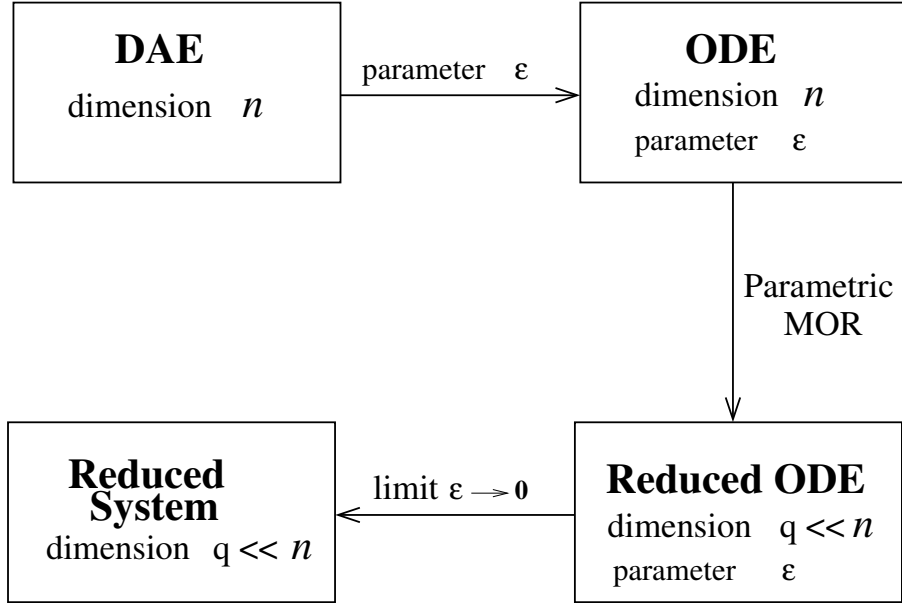 DAE
dimension n
parameter ε
ODE
dimension n
parameter ε
Parametric
MOR
Reduced ODE
dimension q << n
parameter ε
limit ε → 0
Reduced
System
dimension q << n